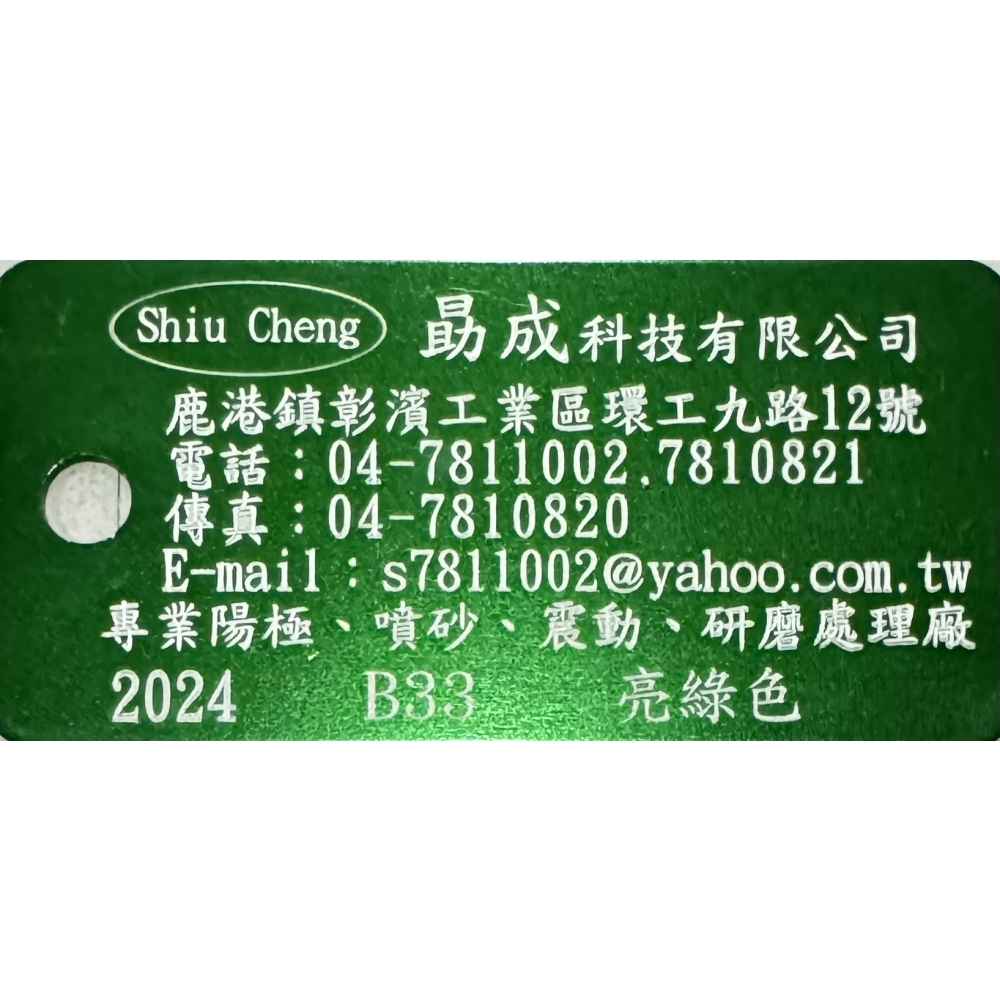 Shiu Cheng 勗成科技有限公司
鹿港鎮彰濱工業區環工九路12號
電話：04-7811002.7810821
傳真：04-7810820
E-mail：s7811002@yahoo.com.tw
專業陽極、噴砂、震動、研磨處理廠
2024 B33 亮綠色